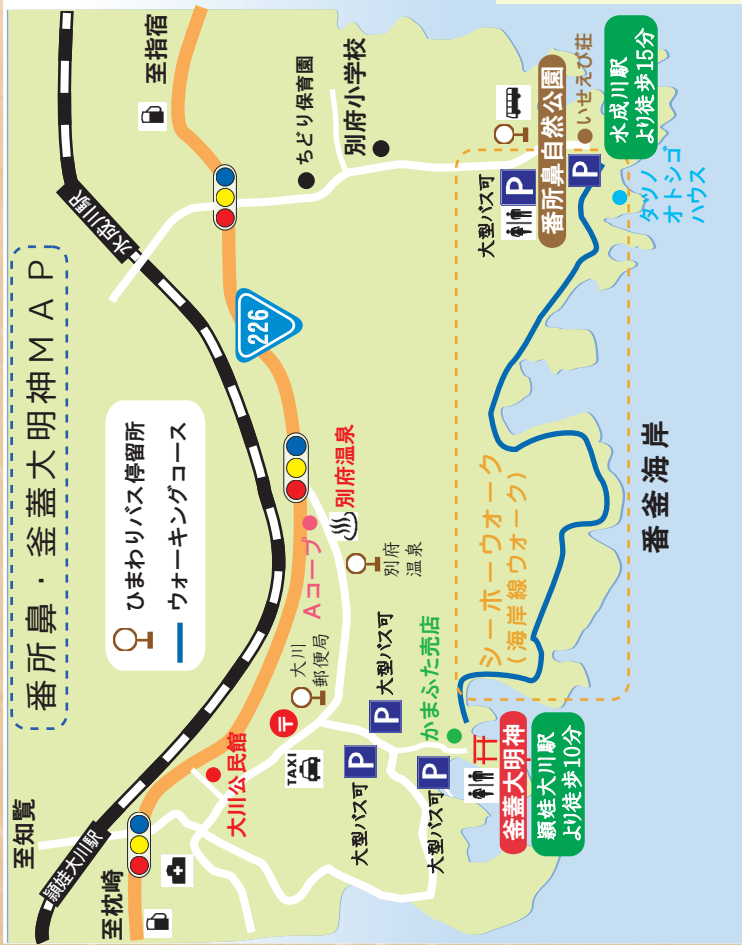 番所鼻・釜蓋大明神ＭＡＰ
ひまわりバス停留所
ウォーキングコース
至知覧
頴娃大川駅
至枕崎
大川公民館
TAXI
〒
大川
郵便局
Aコープ
別府温泉
別府
温泉
226
水成川駅
至指宿
ちどり保育園
別府小学校
大型バス可
P
大型バス可
P
大型バス可
P
かまふた売店
釜蓋大明神
頴娃大川駅
より徒歩10分
シーホーウォーク
(海岸線ウォーク)
番釜海岸
大型バス可
P
番所鼻自然公園
P
いせえび荘
水成川駅
より徒歩15分
タツノ
オトシゴ
ハウス